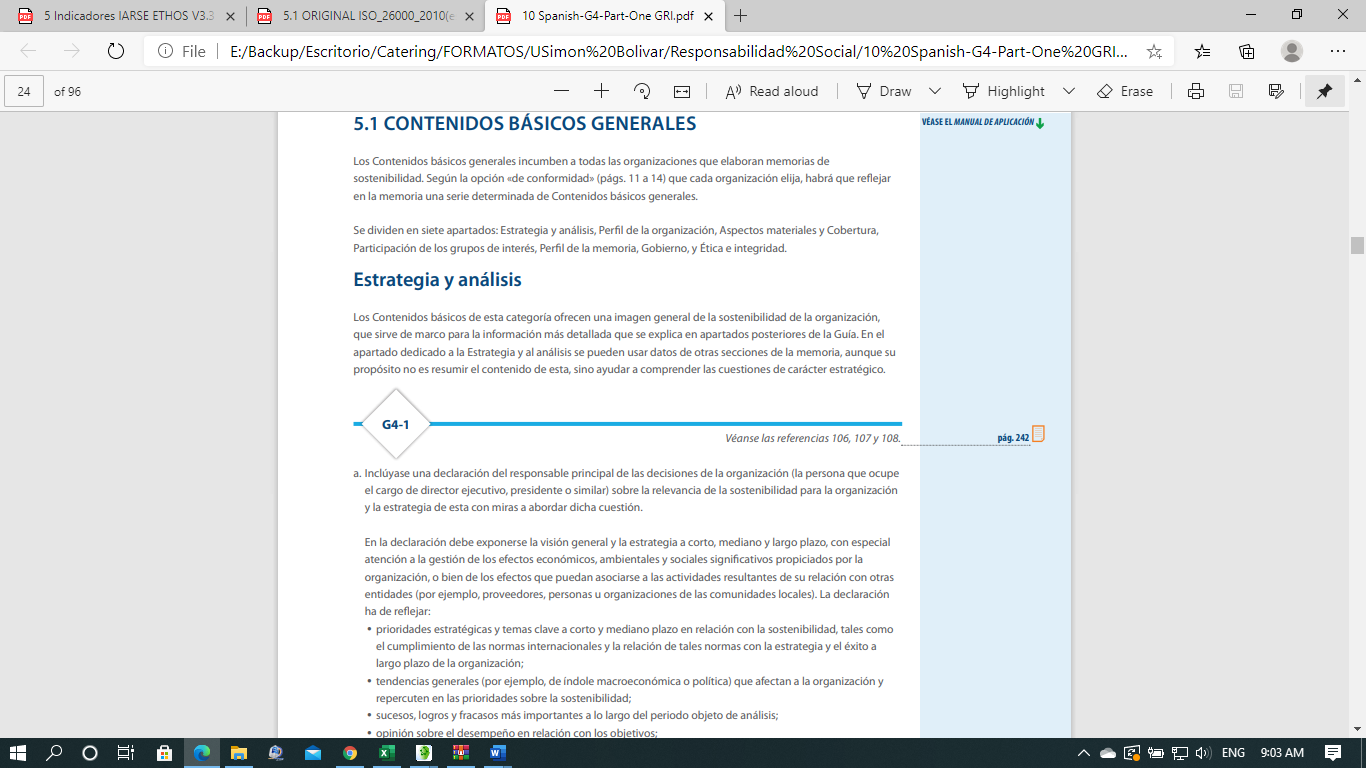 5 Indicadores IARSE ETHOS V3.3
5.1 ORIGINAL ISO_26000_2010(e
10 Spanish-G4-Part-One GRI.pdf
File
E:/Backup/Escritorio/Catering/FORMATOS/USimon%20Bolivar/Responsabilidad%20Social/10%20Spanish-G4-Part-One%20GRI...
24 of 96
Read aloud
Draw
Highlight
Erase
5.1 CONTENIDOS BÁSICOS GENERALES
VÉASE EL MANUAL DE APLICACIÓN
Los Contenidos básicos generales incumben a todas las organizaciones que elaboran memorias de
sostenibilidad. Según la opción «de conformidad» (págs. 11 a 14) que cada organización elija, habrá que reflejar
en la memoria una serie determinada de Contenidos básicos generales.
Se dividen en siete apartados: Estrategia y análisis, Perfil de la organización, Aspectos materiales y Cobertura,
Participación de los grupos de interés, Perfil de la memoria, Gobierno, y Ética e integridad.
Estrategia y análisis
Los Contenidos básicos de esta categoría ofrecen una imagen general de la sostenibilidad de la organización,
que sirve de marco para la información más detallada que se explica en apartados posteriores de la Guía. En el
apartado dedicado a la Estrategia y al análisis se pueden usar datos de otras secciones de la memoria, aunque su
propósito no es resumir el contenido de esta, sino ayudar a comprender las cuestiones de carácter estratégico.
G4-1
Véanse las referencias 106, 107 y 108.
pág. 242
a. Inclúyase una declaración del responsable principal de las decisiones de la organización (la persona que ocupe
el cargo de director ejecutivo, presidente o similar) sobre la relevancia de la sostenibilidad para la organización
y la estrategia de esta con miras a abordar dicha cuestión.
En la declaración debe exponerse la visión general y la estrategia a corto, mediano y largo plazo, con especial
atención a la gestión de los efectos económicos, ambientales y sociales significativos propiciados por la
organización, o bien de los efectos que puedan asociarse a las actividades resultantes de su relación con otras
entidades (por ejemplo, proveedores, personas u organizaciones de las comunidades locales). La declaración
ha de reflejar:
• prioridades estratégicas y temas clave a corto y mediano plazo en relación con la sostenibilidad, tales como
el cumplimiento de las normas internacionales y la relación de tales normas con la estrategia y el éxito a
largo plazo de la organización;
• tendencias generales (por ejemplo, de índole macroeconómica o política) que afectan a la organización y
repercuten en las prioridades sobre la sostenibilidad;
• sucesos, logros y fracasos más importantes a lo largo del periodo objeto de análisis;
• opinión sobre el desempeño en relación con los objetivos;
ENG
9:03 AM